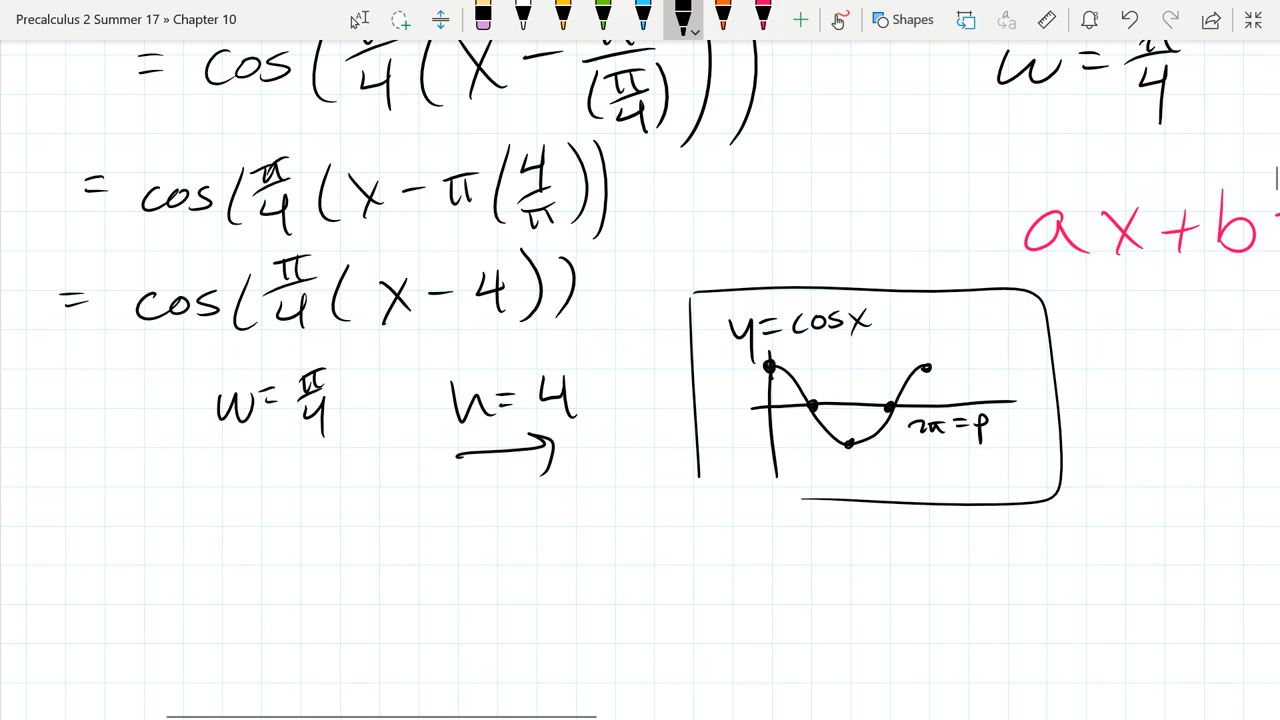 Precalculus 2 Summer 17 » Chapter 10
Shapes
= cos(π/4(x − π/(π/4)))
w = π/4
= cos(π/4(x − π(4/π)))
ax+b
= cos(π/4(x − 4))
y = cosx
w = π/4
h = 4
2π = p